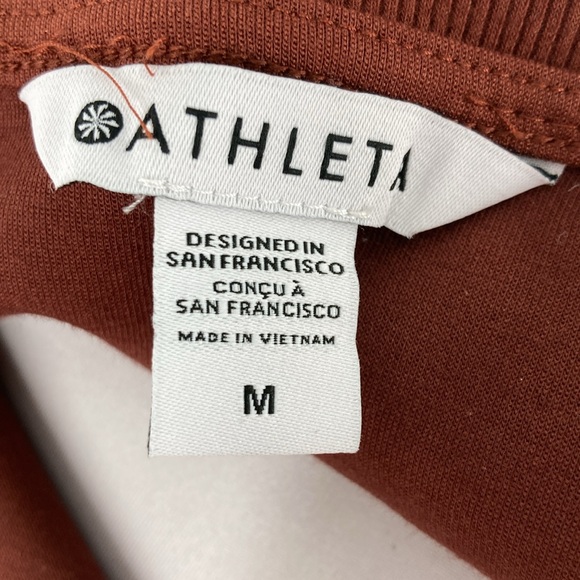 ATHLETA
DESIGNED IN
SAN FRANCISCO
CONÇU À
SAN FRANCISCO
MADE IN VIETNAM
M